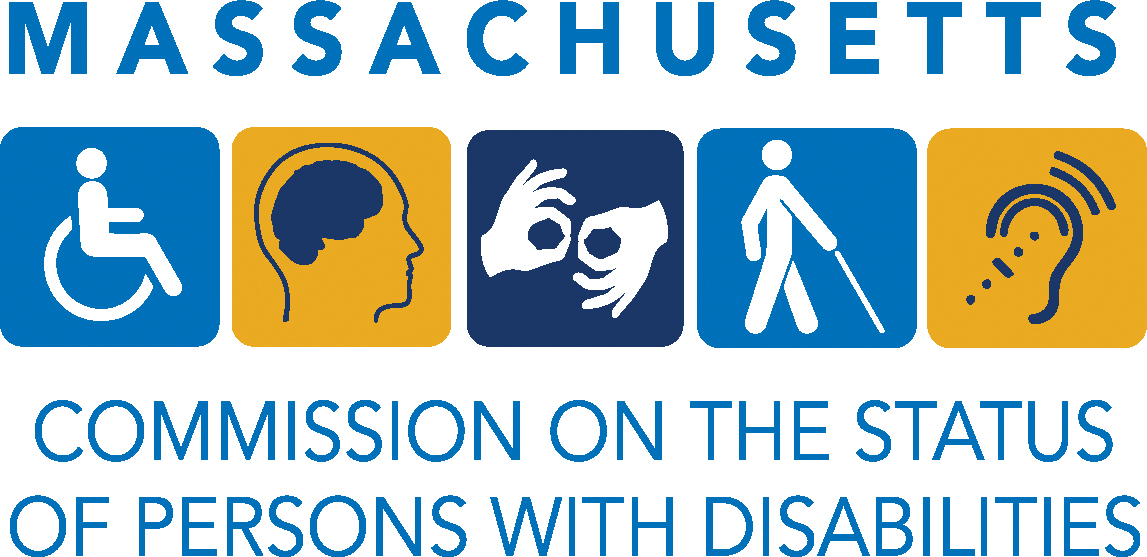 MASSACHUSETTS
COMMISSION ON THE STATUS
OF PERSONS WITH DISABILITIES